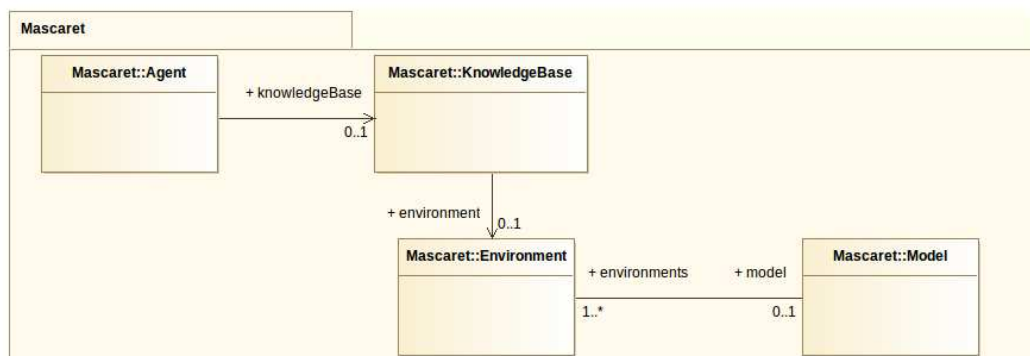 Mascaret
Mascaret::Agent
Mascaret::KnowledgeBase
+ knowledgeBase
0..1
+ environment
0..1
Mascaret::Environment
Mascaret::Model
+ environments
+ model
1..*
0..1